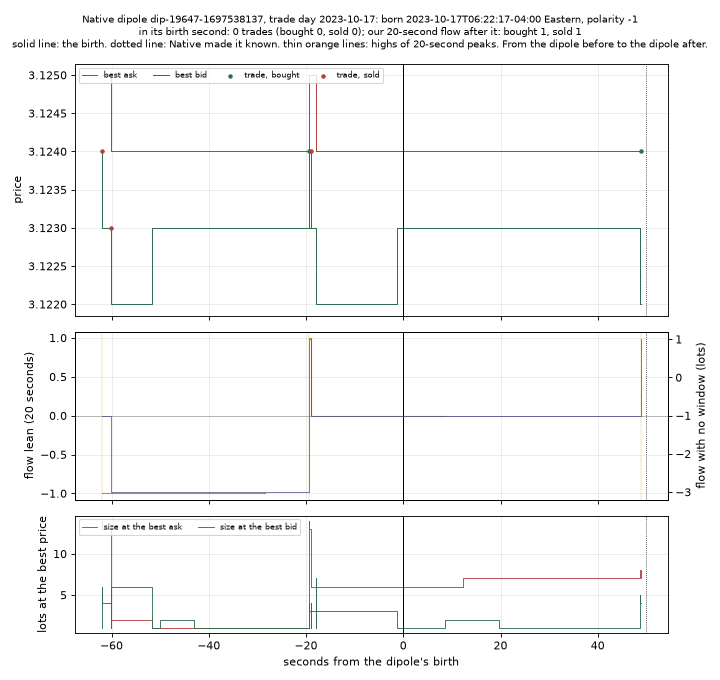 Native dipole dip-19647-1697538137, trade day 2023-10-17: born 2023-10-17T06:22:17-04:00 Eastern, polarity -1
in its birth second: 0 trades (bought 0, sold 0); our 20-second flow after it: bought 1, sold 1
solid line: the birth. dotted line: Native made it known. thin orange lines: highs of 20-second peaks. From the dipole before to the dipole after.
best ask
best bid
trade, bought
trade, sold
3.1250
3.1245
3.1240
3.1235
3.1230
3.1225
3.1220
price
1.0
0.5
0.0
−0.5
−1.0
flow lean (20 seconds)
1
0
−1
−2
−3
flow with no window (lots)
size at the best ask
size at the best bid
10
5
lots at the best price
−60
−40
−20
0
20
40
seconds from the dipole's birth